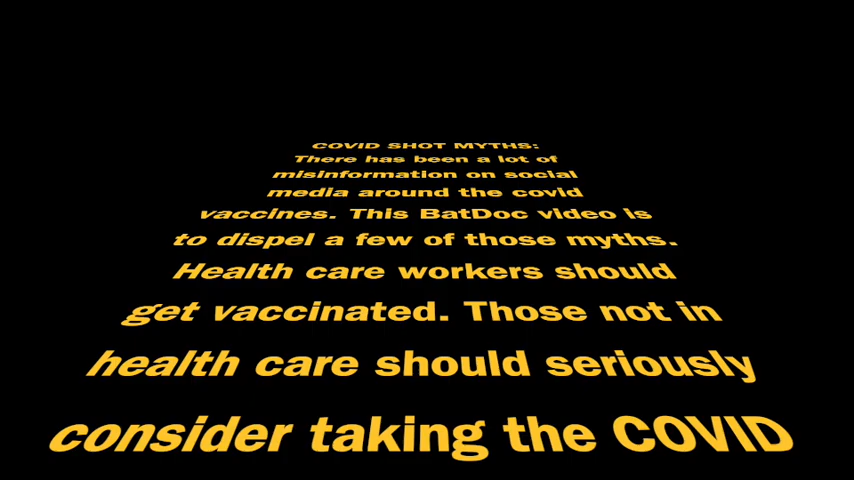 COVID SHOT MYTHS:
There has been a lot of
misinformation on social
media around the covid
vaccines. This BatDoc video is
to dispel a few of those myths.
Health care workers should
get vaccinated. Those not in
health care should seriously
consider taking the COVID